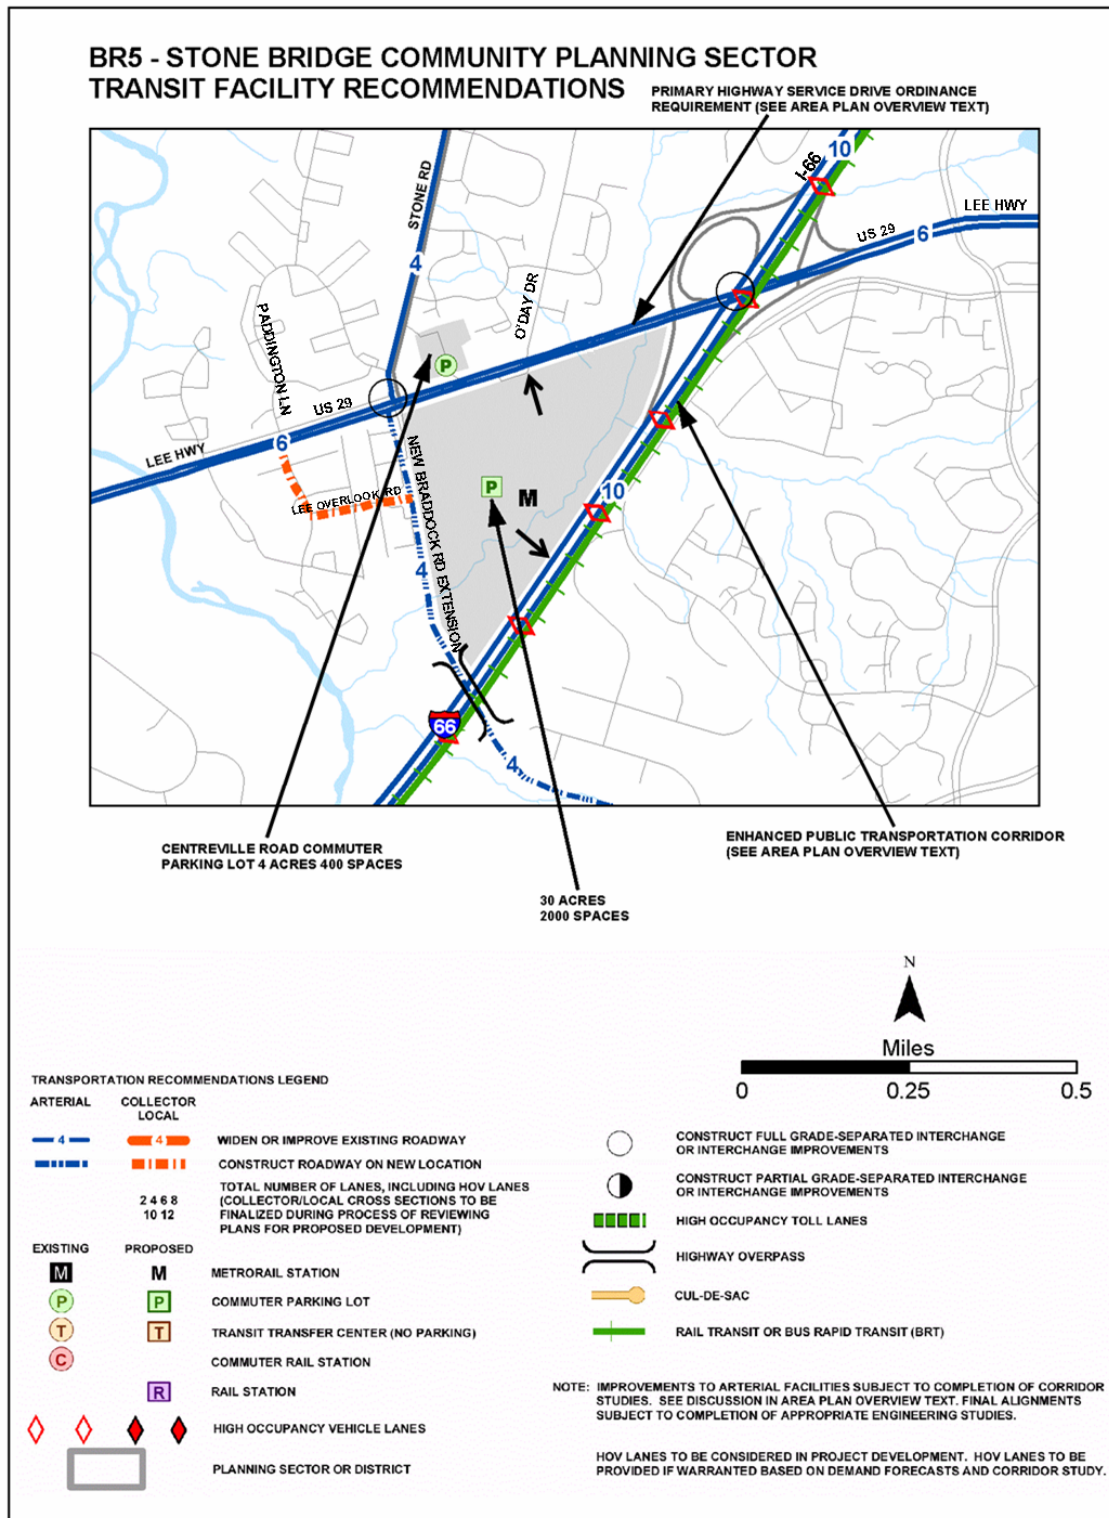 BR5 - STONE BRIDGE COMMUNITY PLANNING SECTOR
TRANSIT FACILITY RECOMMENDATIONS
PRIMARY HIGHWAY SERVICE DRIVE ORDINANCE
REQUIREMENT (SEE AREA PLAN OVERVIEW TEXT)
10
I-66
LEE HWY
US 29
6
STONE RD
4
O'DAY DR
PADDINGTON LN
P
US 29
6
LEE HWY
NEW BRADDOCK RD EXTENSION
LEE OVERLOOK RD
P
M
10
4
66
4
CENTREVILLE ROAD COMMUTER
PARKING LOT 4 ACRES 400 SPACES
ENHANCED PUBLIC TRANSPORTATION CORRIDOR
(SEE AREA PLAN OVERVIEW TEXT)
30 ACRES
2000 SPACES
N
Miles
0 0.25 0.5
TRANSPORTATION RECOMMENDATIONS LEGEND
ARTERIAL COLLECTOR
LOCAL
4 4 WIDEN OR IMPROVE EXISTING ROADWAY
CONSTRUCT ROADWAY ON NEW LOCATION
2 4 6 8
10 12
TOTAL NUMBER OF LANES, INCLUDING HOV LANES
(COLLECTOR/LOCAL CROSS SECTIONS TO BE
FINALIZED DURING PROCESS OF REVIEWING
PLANS FOR PROPOSED DEVELOPMENT)
EXISTING PROPOSED
M M METRORAIL STATION
P P COMMUTER PARKING LOT
T T TRANSIT TRANSFER CENTER (NO PARKING)
C COMMUTER RAIL STATION
R RAIL STATION
HIGH OCCUPANCY VEHICLE LANES
PLANNING SECTOR OR DISTRICT
CONSTRUCT FULL GRADE-SEPARATED INTERCHANGE
OR INTERCHANGE IMPROVEMENTS
CONSTRUCT PARTIAL GRADE-SEPARATED INTERCHANGE
OR INTERCHANGE IMPROVEMENTS
HIGH OCCUPANCY TOLL LANES
HIGHWAY OVERPASS
CUL-DE-SAC
RAIL TRANSIT OR BUS RAPID TRANSIT (BRT)
NOTE: IMPROVEMENTS TO ARTERIAL FACILITIES SUBJECT TO COMPLETION OF CORRIDOR
STUDIES. SEE DISCUSSION IN AREA PLAN OVERVIEW TEXT. FINAL ALIGNMENTS
SUBJECT TO COMPLETION OF APPROPRIATE ENGINEERING STUDIES.
HOV LANES TO BE CONSIDERED IN PROJECT DEVELOPMENT. HOV LANES TO BE
PROVIDED IF WARRANTED BASED ON DEMAND FORECASTS AND CORRIDOR STUDY.